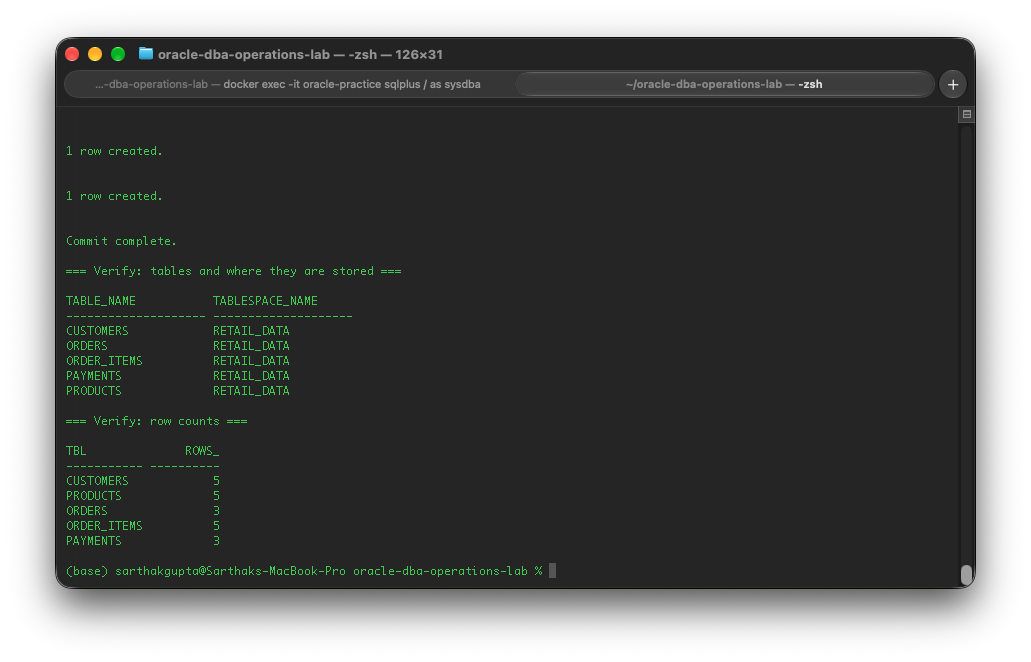 oracle-dba-operations-lab — -zsh — 126×31
...-dba-operations-lab — docker exec -it oracle-practice sqlplus / as sysdba
~/oracle-dba-operations-lab — -zsh
+
1 row created.
1 row created.
Commit complete.
=== Verify: tables and where they are stored ===
TABLE_NAME           TABLESPACE_NAME
-------------------- --------------------
CUSTOMERS            RETAIL_DATA
ORDERS               RETAIL_DATA
ORDER_ITEMS          RETAIL_DATA
PAYMENTS             RETAIL_DATA
PRODUCTS             RETAIL_DATA
=== Verify: row counts ===
TBL              ROWS_
----------- ----------
CUSTOMERS            5
PRODUCTS             5
ORDERS               3
ORDER_ITEMS          5
PAYMENTS             3
(base) sarthakgupta@Sarthaks-MacBook-Pro oracle-dba-operations-lab %